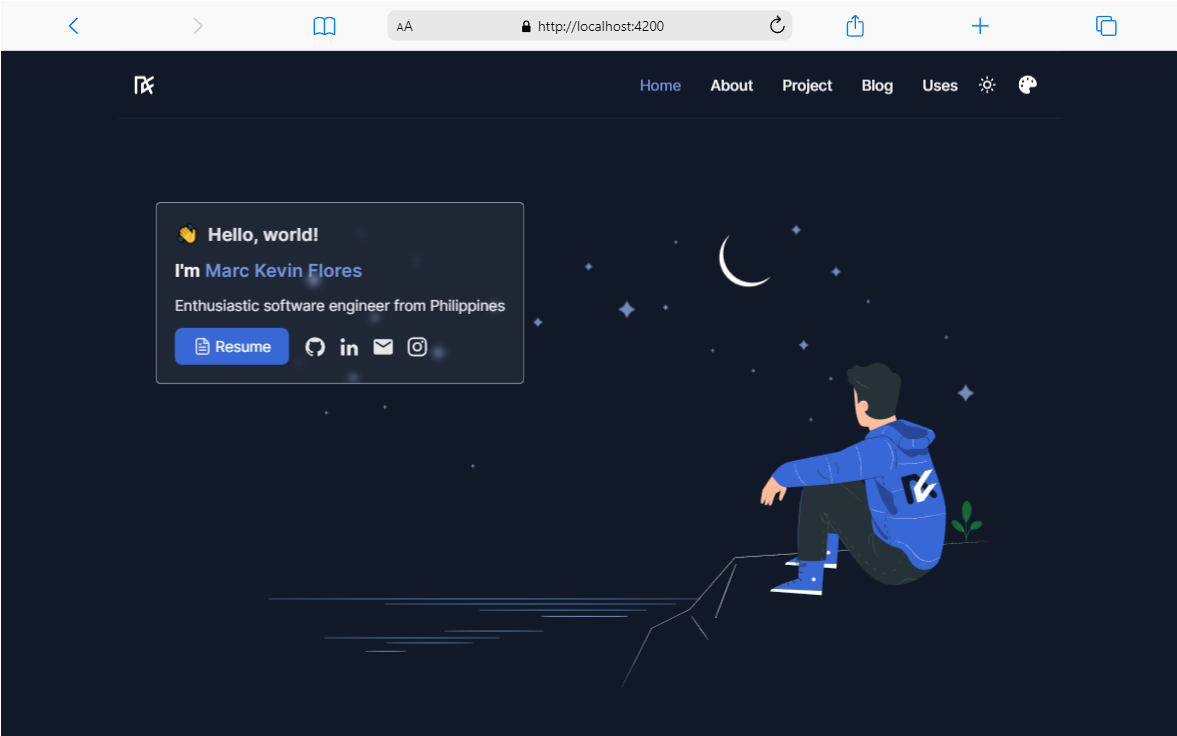 AA http://localhost:4200
Home About Project Blog Uses
Hello, world!
I'm Marc Kevin Flores
Enthusiastic software engineer from Philippines
Resume in